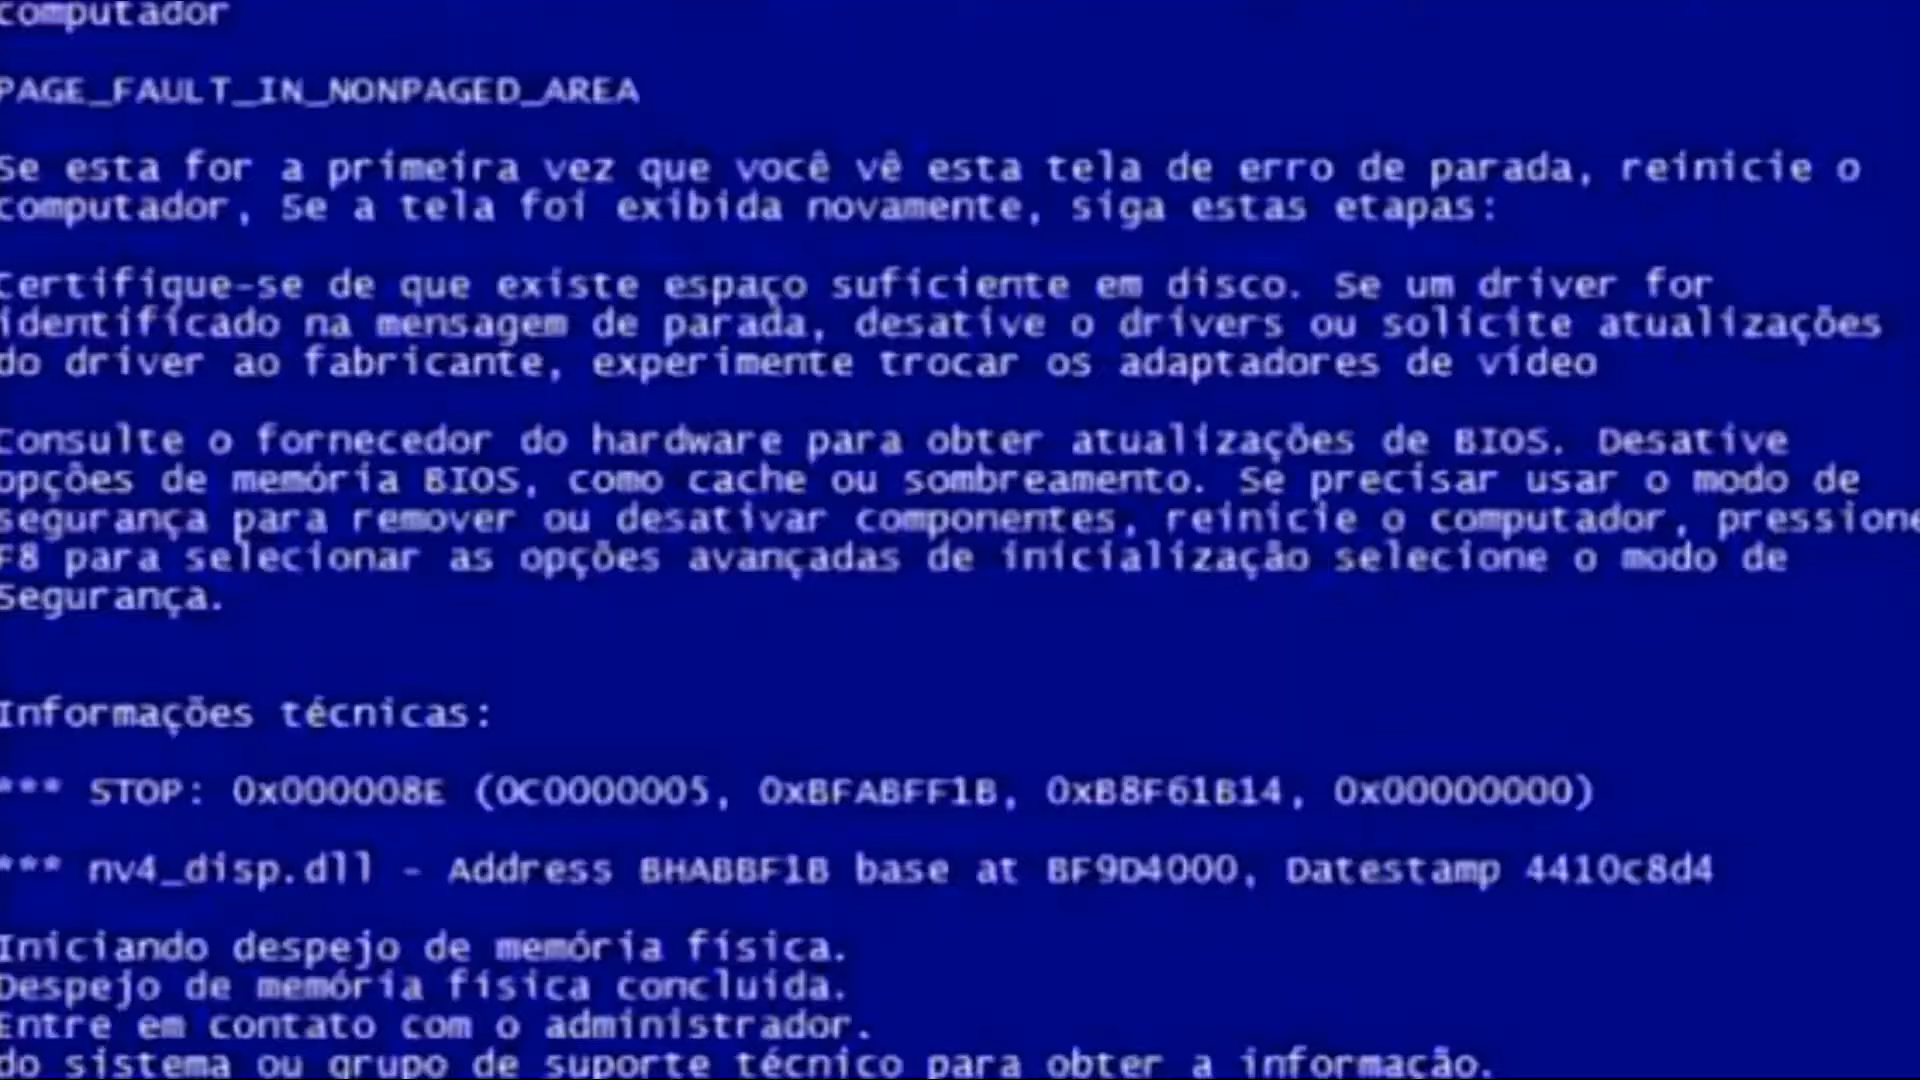 computador
PAGE_FAULT_IN_NONPAGED_AREA
Se esta for a primeira vez que você vê esta tela de erro de parada, reinicie o
computador, Se a tela foi exibida novamente, siga estas etapas:
Certifique-se de que existe espaço suficiente em disco. Se um driver for
identificado na mensagem de parada, desative o drivers ou solicite atualizações
do driver ao fabricante, experimente trocar os adaptadores de vídeo
Consulte o fornecedor do hardware para obter atualizações de BIOS. Desative
opções de memória BIOS, como cache ou sombreamento. Se precisar usar o modo de
segurança para remover ou desativar componentes, reinicie o computador, pressione
F8 para selecionar as opções avançadas de inicialização selecione o modo de
Segurança.
Informações técnicas:
*** STOP: 0x000008E (0C0000005, 0xBFABFF1B, 0xB8F61B14, 0x00000000)
*** nv4_disp.dll - Address BHABBF1B base at BF9D4000, Datestamp 4410c8d4
Iniciando despejo de memória física.
Despejo de memória física concluída.
Entre em contato com o administrador.
do sistema ou grupo de suporte técnico para obter a informação.